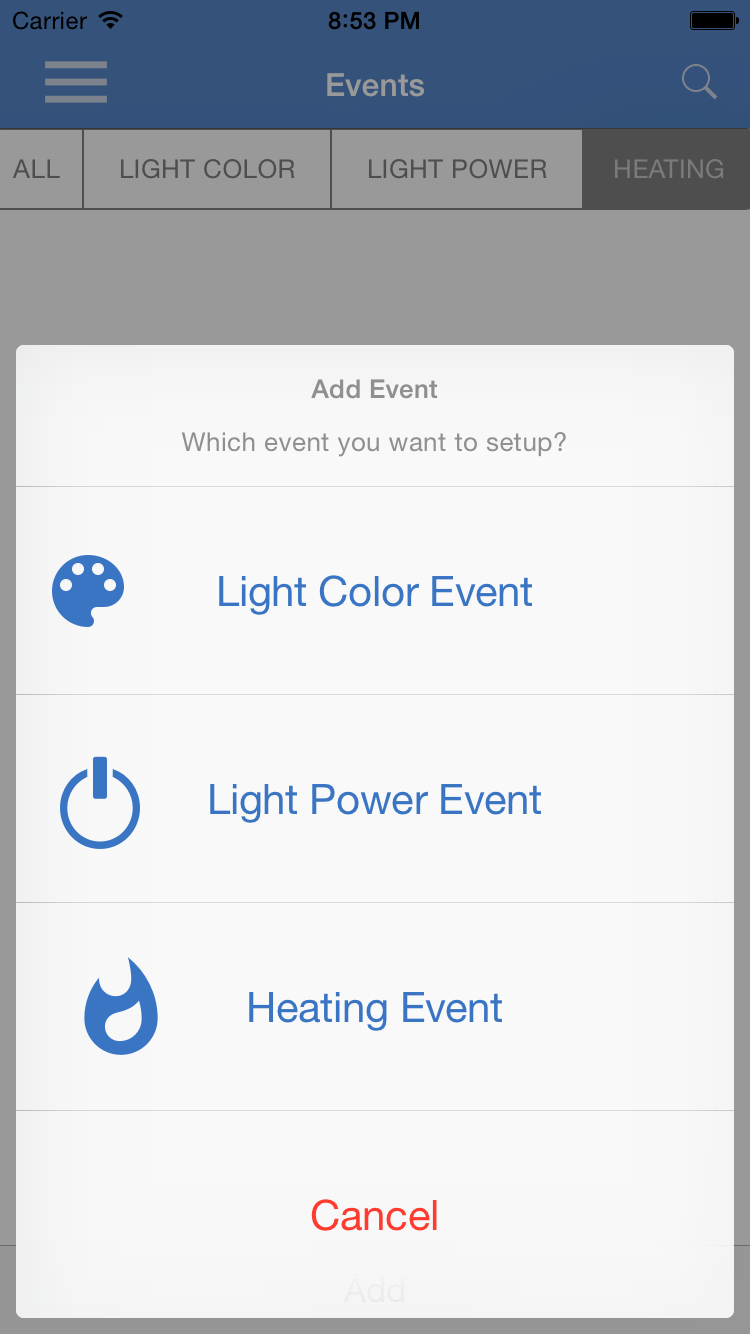 Carrier 8:53 PM
Events
ALL LIGHT COLOR LIGHT POWER HEATING
Add Event
Which event you want to setup?
Light Color Event
Light Power Event
Heating Event
Cancel
Add